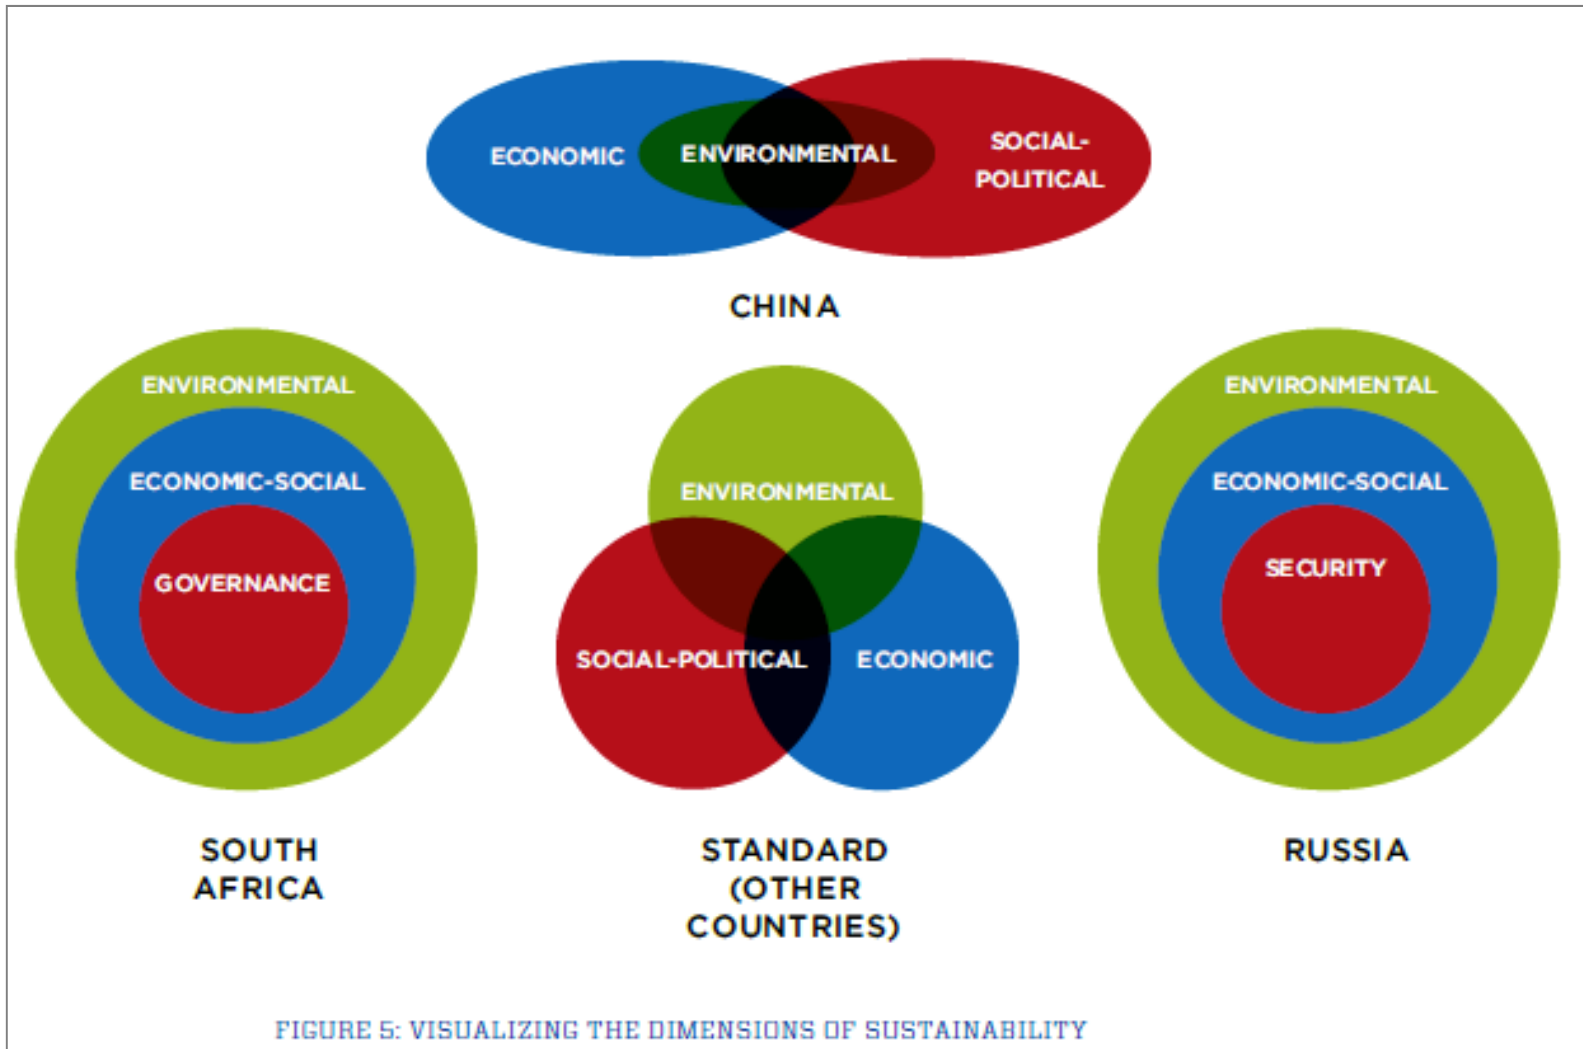 ECONOMIC
ENVIRONMENTAL
SOCIAL-
POLITICAL
CHINA
ENVIRONMENTAL
ECONOMIC-SOCIAL
GOVERNANCE
SOUTH
AFRICA
ENVIRONMENTAL
SOCIAL-POLITICAL
ECONOMIC
STANDARD
(OTHER
COUNTRIES)
ENVIRONMENTAL
ECONOMIC-SOCIAL
SECURITY
RUSSIA
FIGURE 5: VISUALIZING THE DIMENSIONS OF SUSTAINABILITY